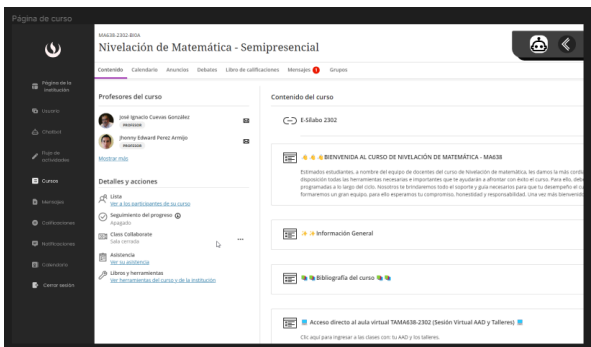 Página de curso
Página de la
institución
Usuario
Chatbot
Flujo de
actividades
Cursos
Mensajes
Calificaciones
Notificaciones
Calendario
Cerrar sesión
MA638-2302-BI0A
Nivelación de Matemática - Semipresencial
Contenido Calendario Anuncios Debates Libro de calificaciones Mensajes 1 Grupos
Profesores del curso
José Ignacio Cuevas González
PROFESOR
Jhonny Edward Perez Armijo
PROFESOR
Mostrar más
Detalles y acciones
Lista
Ver a los participantes de su curso
Seguimiento del progreso
Apagado
Class Collaborate
Sala cerrada
Asistencia
Ver su asistencia
Libros y herramientas
Ver herramientas del curso y de la institución
Contenido del curso
E-Sílabo 2302
BIENVENIDA AL CURSO DE NIVELACIÓN DE MATEMÁTICA - MA638
Estimados estudiantes, a nombre del equipo de docentes del curso de nivelación de matemática, les damos la más cordia
disposición todas las herramientas necesarias e importantes que te ayudarán a afrontar con éxito el curso. Para ello, debe
programadas a lo largo del ciclo. Nosotros te brindaremos todo el soporte y guía necesarios para que tu desempeño el cu
formaremos un gran equipo, para ello esperamos tu compromiso, honestidad y responsabilidad. Una vez más bienvenid
Información General
Bibliografía del curso
Acceso directo al aula virtual TAMA638-2302 (Sesión Virtual AAD y Talleres)
Clic aquí para ingresar a las clases con tu AAD y los talleres.